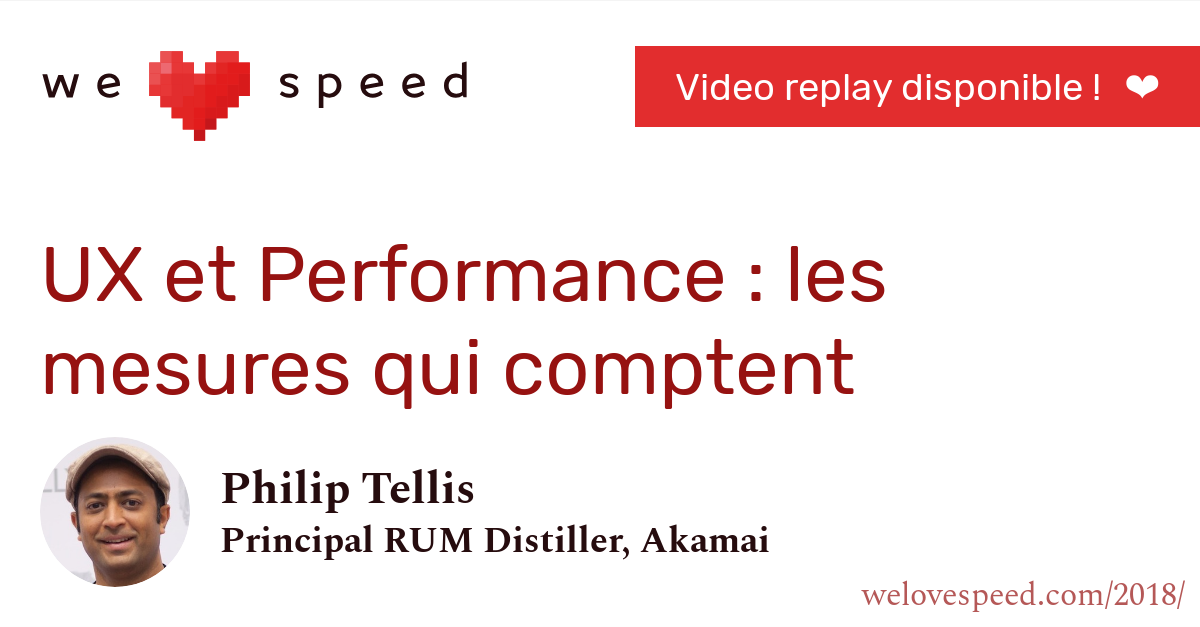 we speed
Video replay disponible ! ❤
UX et Performance : les
mesures qui comptent
Philip Tellis
Principal RUM Distiller, Akamai
welovespeed.com/2018/